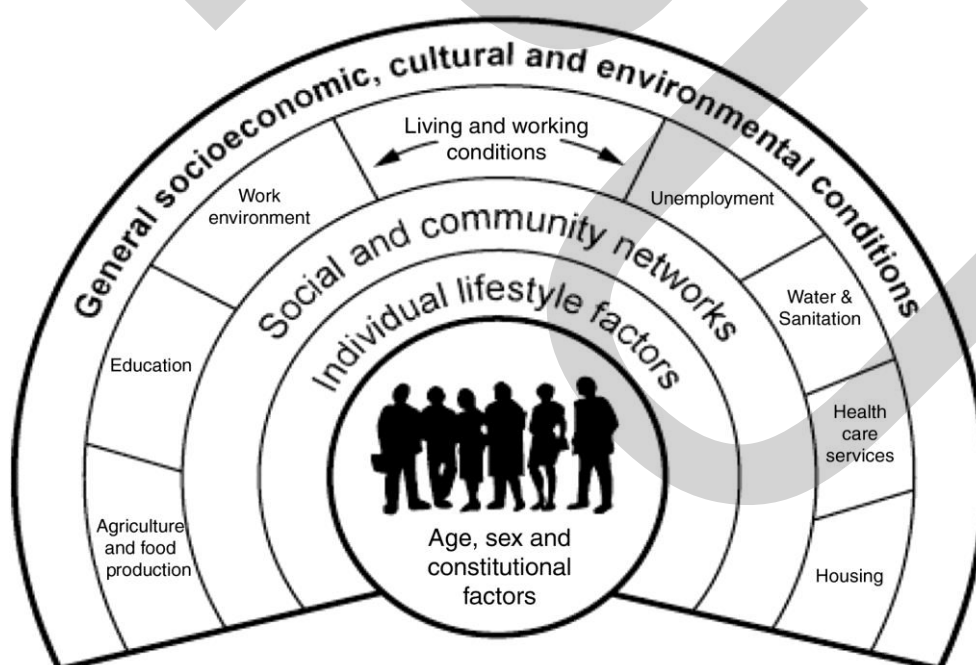 General socioeconomic, cultural and environmental conditions
Living and working
conditions
Work
environment
Unemployment
Social and community networks
Individual lifestyle factors
Water &
Sanitation
Education
Health
care
services
Agriculture
and food
production
Housing
Age, sex and
constitutional
factors